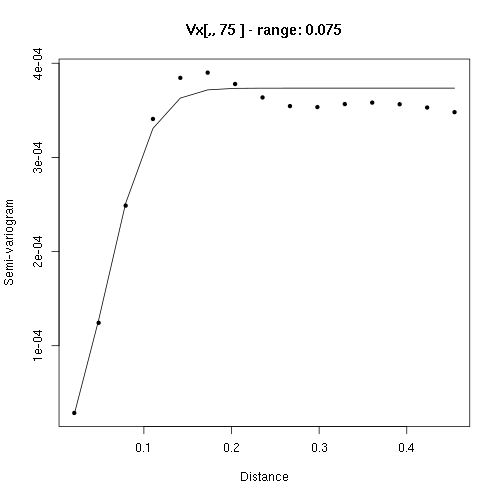 Vx[,, 75 ] - range: 0.075
4e-04
3e-04
2e-04
1e-04
Semi-variogram
0.1 0.2 0.3 0.4
Distance